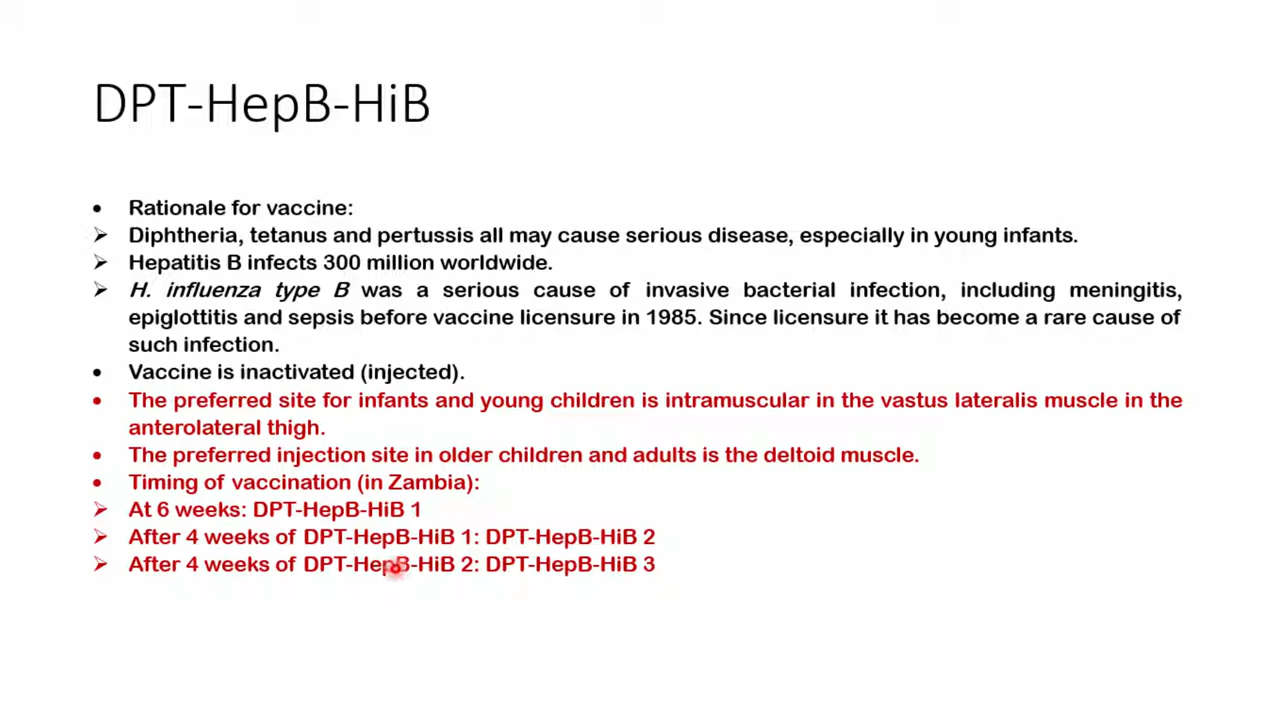 DPT-HepB-HiB
• Rationale for vaccine:
➢ Diphtheria, tetanus and pertussis all may cause serious disease, especially in young infants.
➢ Hepatitis B infects 300 million worldwide.
➢ H. influenza type B was a serious cause of invasive bacterial infection, including meningitis,
epiglottitis and sepsis before vaccine licensure in 1985. Since licensure it has become a rare cause of
such infection.
• Vaccine is inactivated (injected).
• The preferred site for infants and young children is intramuscular in the vastus lateralis muscle in the
anterolateral thigh.
• The preferred injection site in older children and adults is the deltoid muscle.
• Timing of vaccination (in Zambia):
➢ At 6 weeks: DPT-HepB-HiB 1
➢ After 4 weeks of DPT-HepB-HiB 1: DPT-HepB-HiB 2
➢ After 4 weeks of DPT-HepB-HiB 2: DPT-HepB-HiB 3